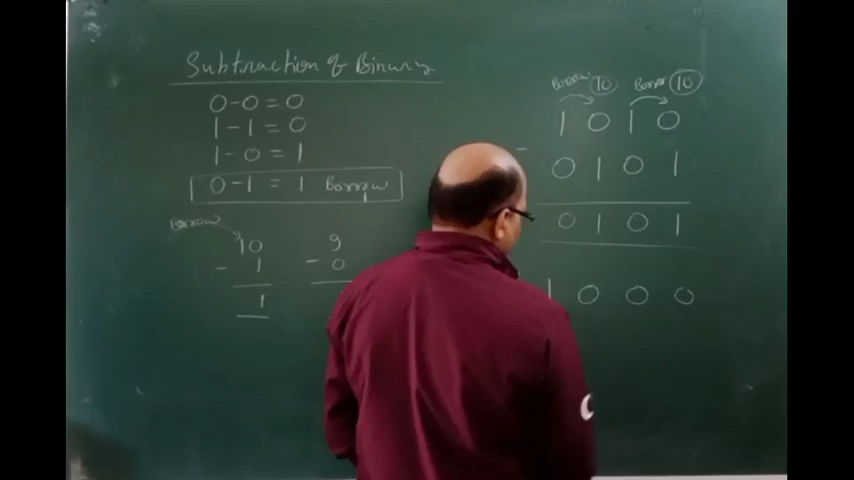 Subtraction of Binary
0-0=0
1-1=0
1-0=1
0-1=1 Borrow
Borrow
10
- 1
1
9
- 0
Borrow 10 Borrow 10
1 0 1 0
- 0 1 0 1
0 1 0 1
1 0 0 0